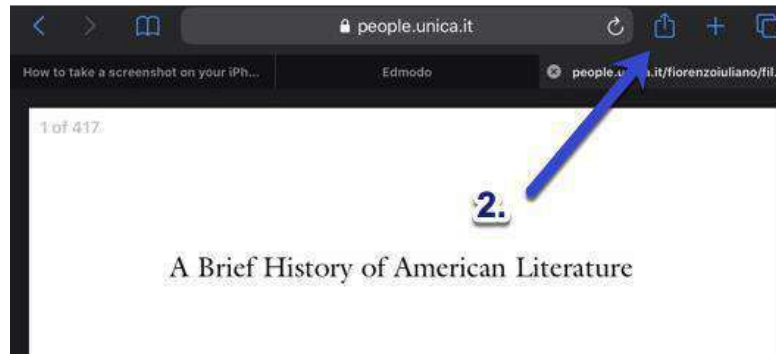 people.unica.it
How to take a screenshot on your iPh...
Edmodo
people.u a.it/fiorenzoiuliano/fil.
1 of 417
2.
A Brief History of American Literature